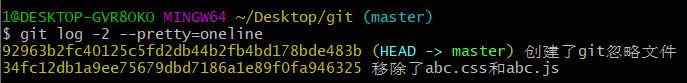 1@DESKTOP-GVR8OKO MINGW64 ~/Desktop/git (master)
$ git log -2 --pretty=oneline
92963b2fc40125c5fd2db44b2fb4bd178bde483b (HEAD -> master) 创建了git忽略文件
34fc12db1a9ee75679dbd7186a1e89f0fa946325 移除了abc.css和abc.js